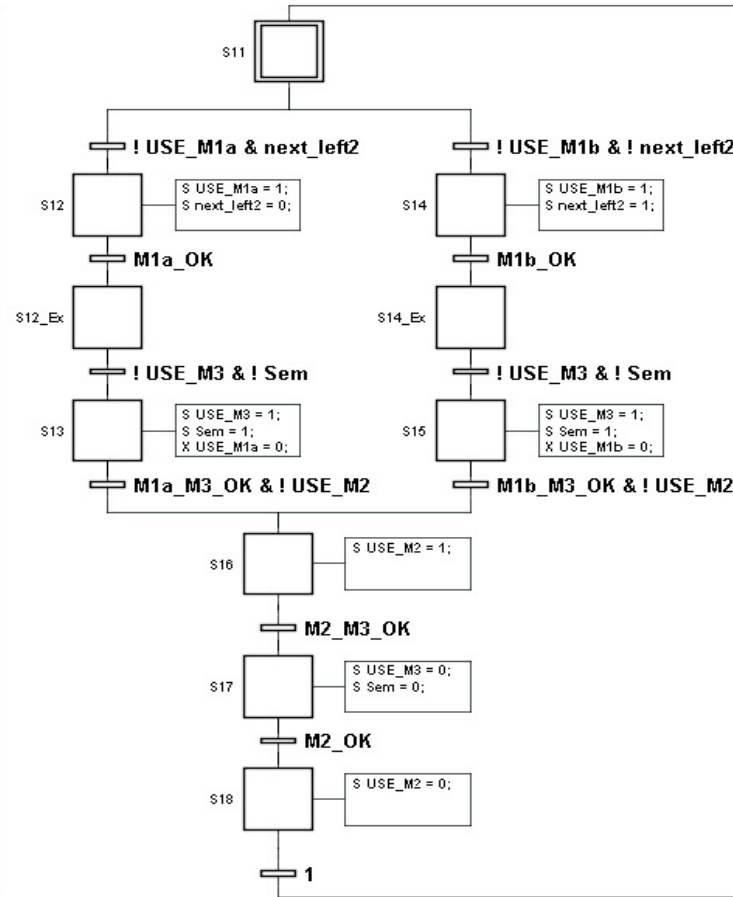 S11
! USE_M1a & next_left2
! USE_M1b & ! next_left2
S12
S USE_M1a = 1;
S next_left2 = 0;
S14
S USE_M1b = 1;
S next_left2 = 1;
M1a_OK
M1b_OK
S12_Ex
S14_Ex
! USE_M3 & ! Sem
! USE_M3 & ! Sem
S13
S USE_M3 = 1;
S Sem = 1;
X USE_M1a = 0;
S15
S USE_M3 = 1;
S Sem = 1;
X USE_M1b = 0;
M1a_M3_OK & ! USE_M2
M1b_M3_OK & ! USE_M2
S16
S USE_M2 = 1;
M2_M3_OK
S17
S USE_M3 = 0;
S Sem = 0;
M2_OK
S18
S USE_M2 = 0;
1